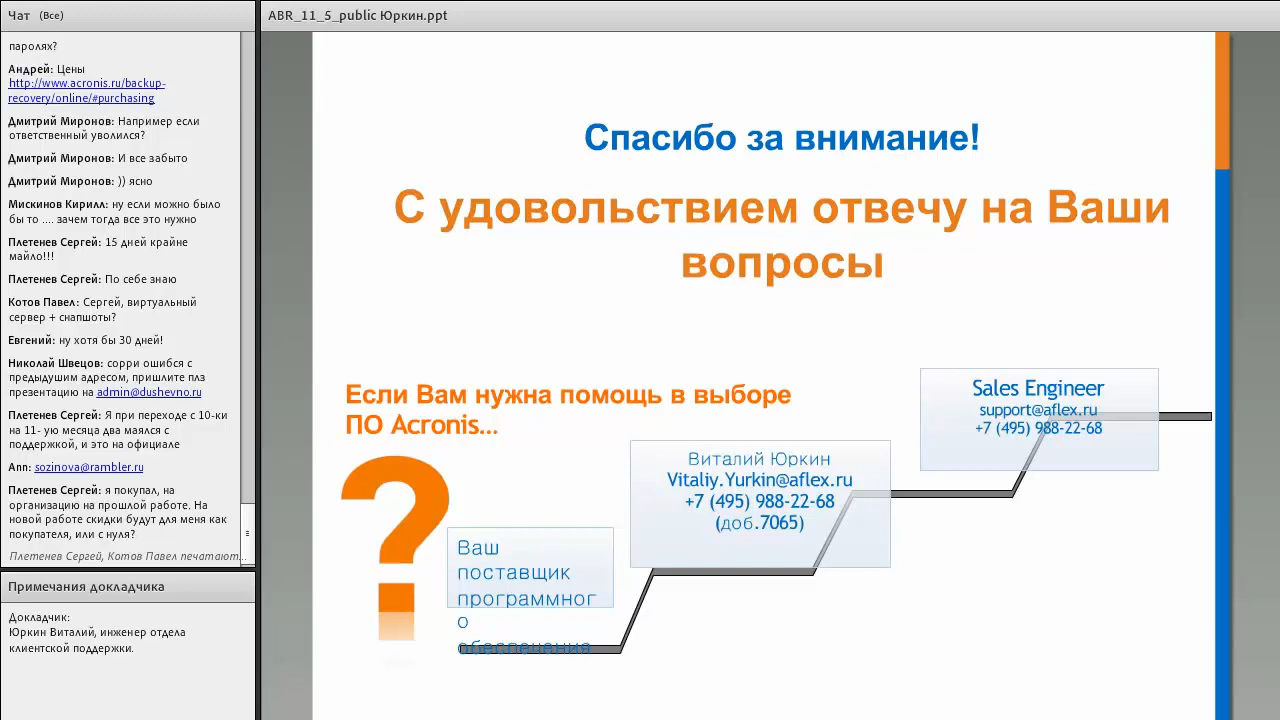 Чат (Все)
паролях?
Андрей: Цены
http://www.acronis.ru/backup-
recovery/online/#purchasing
Дмитрий Миронов: Например если
ответственный уволился?
Дмитрий Миронов: И все забыто
Дмитрий Миронов: )) ясно
Мискинов Кирилл: ну если можно было
бы то .... зачем тогда все это нужно
Плетенев Сергей: 15 дней крайне
майло!!!
Плетенев Сергей: По себе знаю
Котов Павел: Сергей, виртуальный
сервер + снапшоты?
Евгений: ну хотя бы 30 дней!
Николай Швецов: сорри ошибся с
предыдушим адресом, пришлите плз
презентацию на admin@dushevno.ru
Плетенев Сергей: Я при переходе с 10-ки
на 11- ую месяца два маялся с
поддержкой, и это на официале
Ann: sozinova@rambler.ru
Плетенев Сергей: я покупал, на
организацию на прошлой работе. На
новой работе скидки будут для меня как
покупателя, или с нуля?
Плетенев Сергей, Котов Павел печатают...
Примечания докладчика
Докладчик:
Юркин Виталий, инженер отдела
клиентской поддержки.
ABR_11_5_public Юркин.ppt
Спасибо за внимание!
С удовольствием отвечу на Ваши
вопросы
Если Вам нужна помощь в выборе
ПО Acronis...
?
Ваш
поставщик
программног
о
обеспечения
Виталий Юркин
Vitaliy.Yurkin@aflex.ru
+7 (495) 988-22-68
(доб.7065)
Sales Engineer
support@aflex.ru
+7 (495) 988-22-68